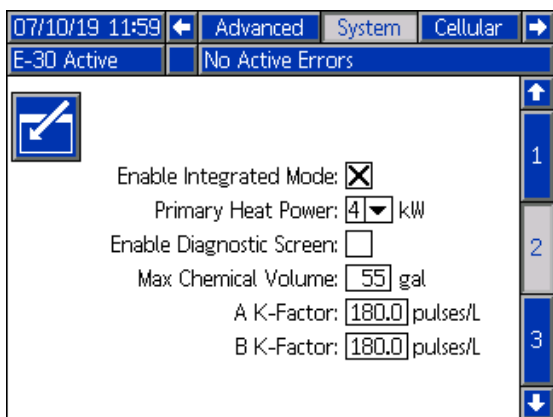 07/10/19 11:59 Advanced System Cellular
E-30 Active No Active Errors
1
Enable Integrated Mode:
Primary Heat Power: 4 kW
Enable Diagnostic Screen:
2
Max Chemical Volume: 55 gal
A K-Factor: 180.0 pulses/L
B K-Factor: 180.0 pulses/L
3